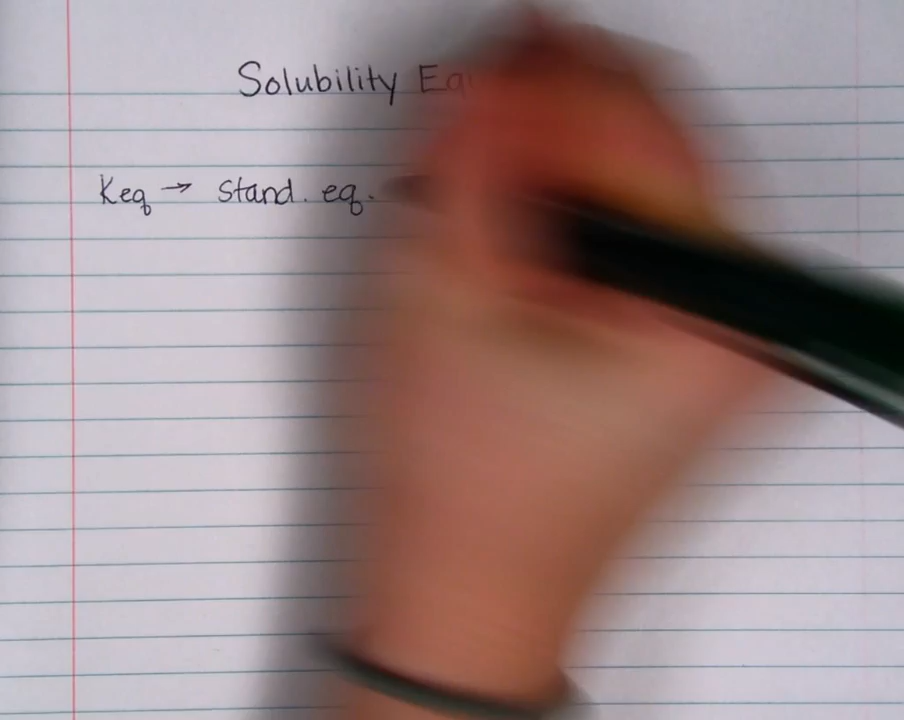 Solubility
Keq → Stand. eq.